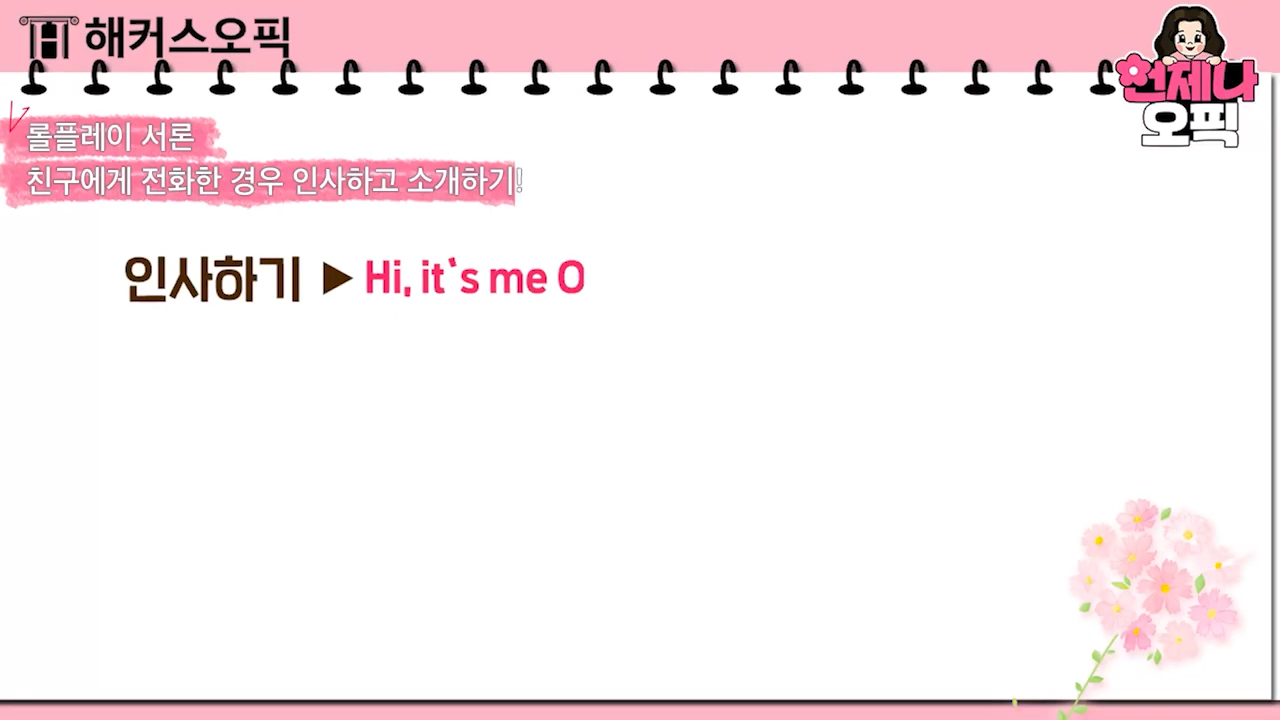 해커스오픽
언제나
오픽
롤플레이 서론
친구에게 전화한 경우 인사하고 소개하기!
인사하기 ▶ Hi, it`s me O